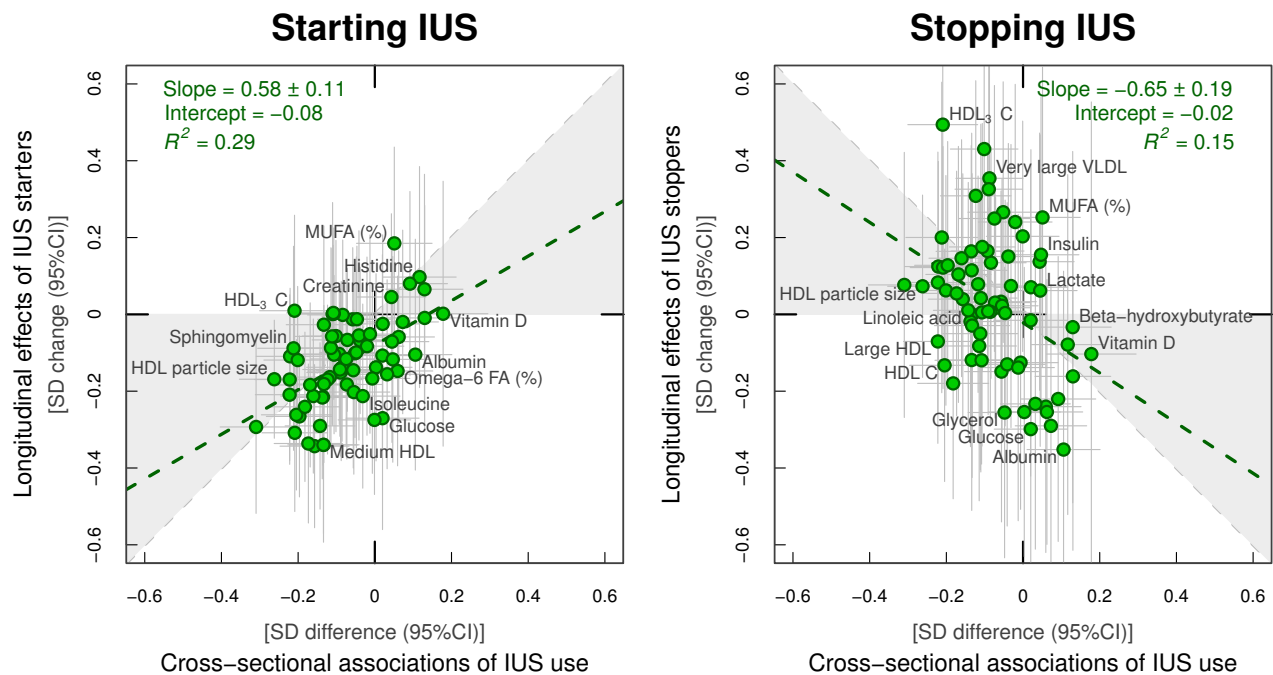 Starting IUS
Slope = 0.58 ± 0.11
Intercept = −0.08
R² = 0.29
Longitudinal effects of IUS starters
[SD change (95%CI)]
0.6
0.4
0.2
0
−0.2
−0.4
−0.6
MUFA (%)
Histidine
Creatinine
HDL₃ C
Vitamin D
Sphingomyelin
Albumin
HDL particle size
Omega−6 FA (%)
Isoleucine
Glucose
Medium HDL
−0.6 −0.4 −0.2 0 0.2 0.4 0.6
[SD difference (95%CI)]
Cross−sectional associations of IUS use
Stopping IUS
Slope = −0.65 ± 0.19
Intercept = −0.02
R² = 0.15
Longitudinal effects of IUS stoppers
[SD change (95%CI)]
0.6
0.4
0.2
0
−0.2
−0.4
−0.6
HDL₃ C
Very large VLDL
MUFA (%)
Insulin
Lactate
HDL particle size
Linoleic acid
Beta−hydroxybutyrate
Vitamin D
Large HDL
HDL C
Glycerol
Glucose
Albumin
−0.6 −0.4 −0.2 0 0.2 0.4 0.6
[SD difference (95%CI)]
Cross−sectional associations of IUS use